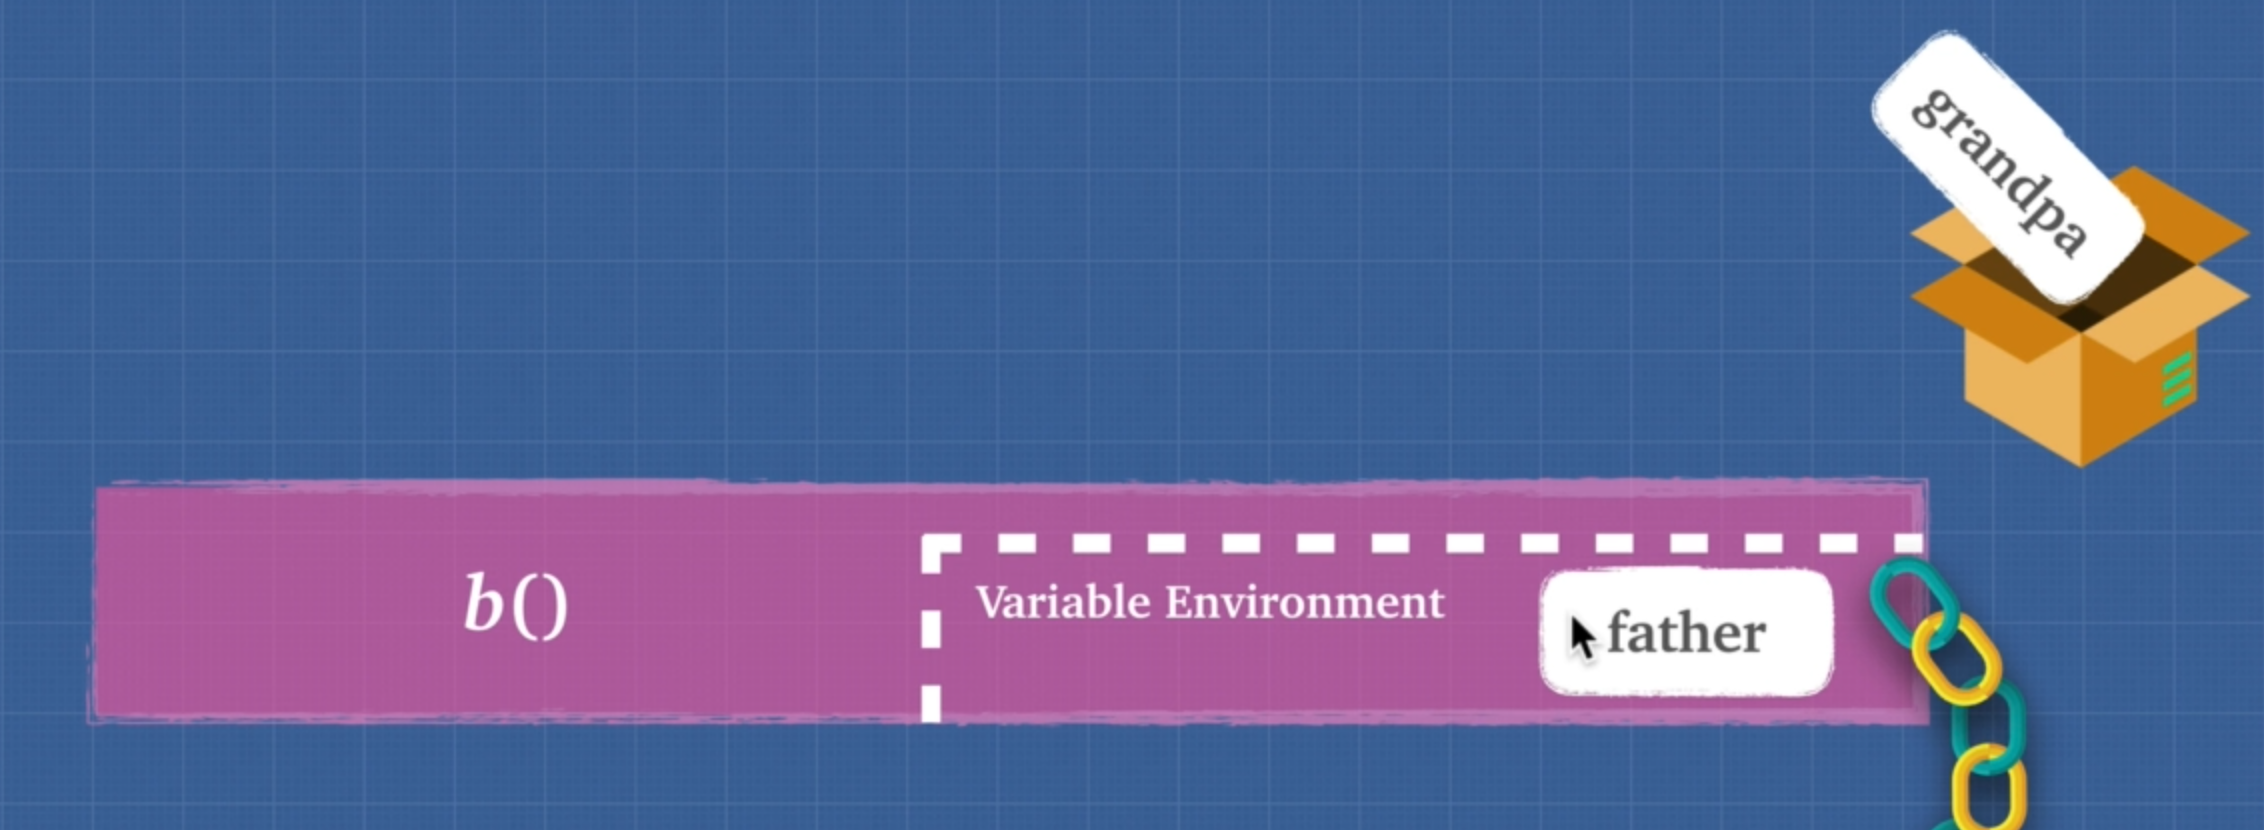 grandpa
b()
Variable Environment
father